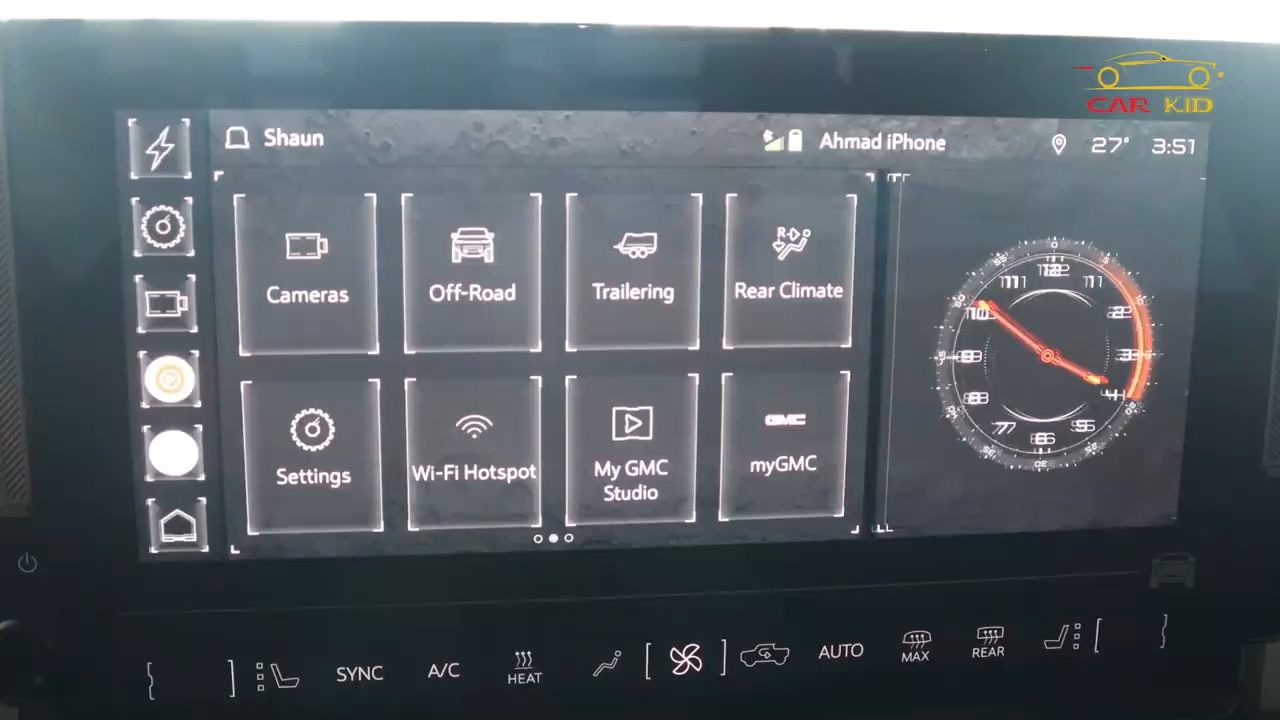 CAR KID
Shaun
Ahmad iPhone
27°
3:51
Cameras
Off-Road
Trailering
R
Rear Climate
Settings
Wi-Fi Hotspot
My GMC
Studio
GMC
myGMC
SYNC
A/C
HEAT
AUTO
MAX
REAR